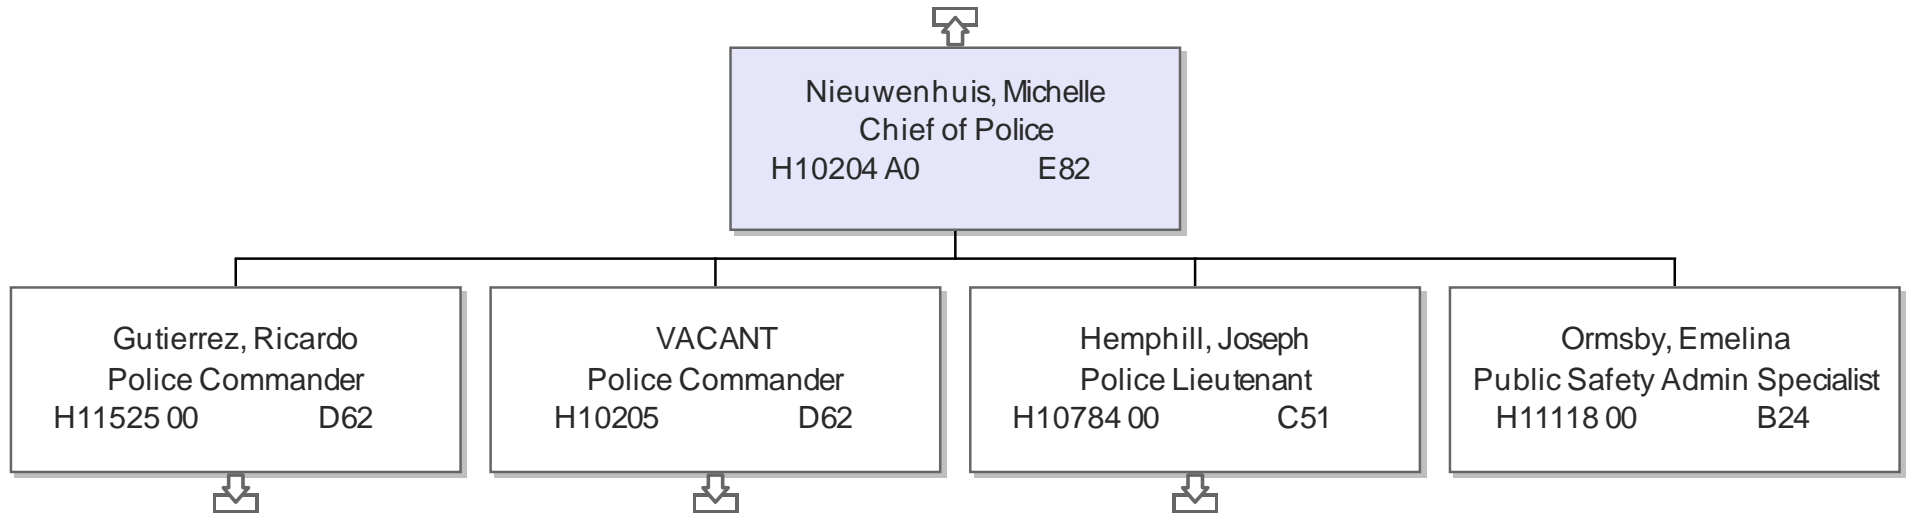 Nieuwenhuis, Michelle
Chief of Police
H10204 A0 E82
Gutierrez, Ricardo
Police Commander
H11525 00 D62
VACANT
Police Commander
H10205 D62
Hemphill, Joseph
Police Lieutenant
H10784 00 C51
Ormsby, Emelina
Public Safety Admin Specialist
H11118 00 B24